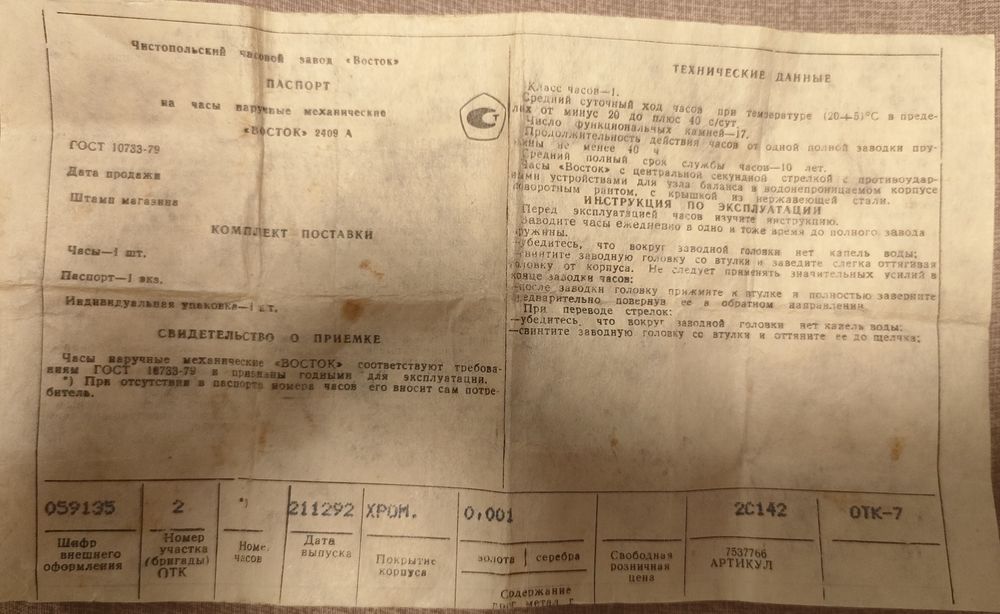 Чистопольский часовой завод «Восток»
ПАСПОРТ
на часы наручные механические
«ВОСТОК» 2409 А
ГОСТ 10733-79
Дата продажи
Штамп магазина
КОМПЛЕКТ ПОСТАВКИ
Часы—1 шт.
Паспорт—1 экз.
Индивидуальная упаковка—1 шт.
СВИДЕТЕЛЬСТВО О ПРИЕМКЕ
Часы наручные механические «ВОСТОК» соответствуют требова-
ниям ГОСТ 10733-79 и признаны годными для эксплуатации.
*) При отсутствии в паспорте номера часов его вносит сам потре-
битель.
ТЕХНИЧЕСКИЕ ДАННЫЕ
Класс часов—1.
Средний суточный ход часов при температуре (20+5)°С в преде-
лах от минус 20 до плюс 40 с/сут.
Число функциональных камней—17.
Продолжительность действия часов от одной полной заводки пру-
жины не менее 40 ч
Средний полный срок службы часов—10 лет.
Часы «Восток» с центральной секундной стрелкой с противоудар-
ными устройствами для узла баланса в водонепроницаемом корпусе
поворотным рантом, с крышкой из нержавеющей стали.
ИНСТРУКЦИЯ ПО ЭКСПЛУАТАЦИИ
Перед эксплуатацией часов изучите инструкцию.
Заводите часы ежедневно в одно и тоже время до полного завода
пружины.
—убедитесь, что вокруг заводной головки нет капель воды;
—свинтите заводную головку со втулки и заведите слегка оттягивая
головку от корпуса. Не следует применять значительных усилий в
конце заводки часов;
—после заводки головку прижмите к втулке и полностью заверните
предварительно повернув ее в обратном направлении.
При переводе стрелок:
—убедитесь, что вокруг заводной головки нет капель воды;
—свинтите заводную головку со втулки и оттяните ее до щелчка;
059135 2 *) 211292 ХРОМ. 0,001 2С142 ОТК-7
Шифр внешнего оформления
Номер участка (бригады) ОТК
Номе. часов
Дата выпуска
Покрытие корпуса
золота серебра
Содержание
драг метал г
Свободная розничная цена
7537766
АРТИКУЛ